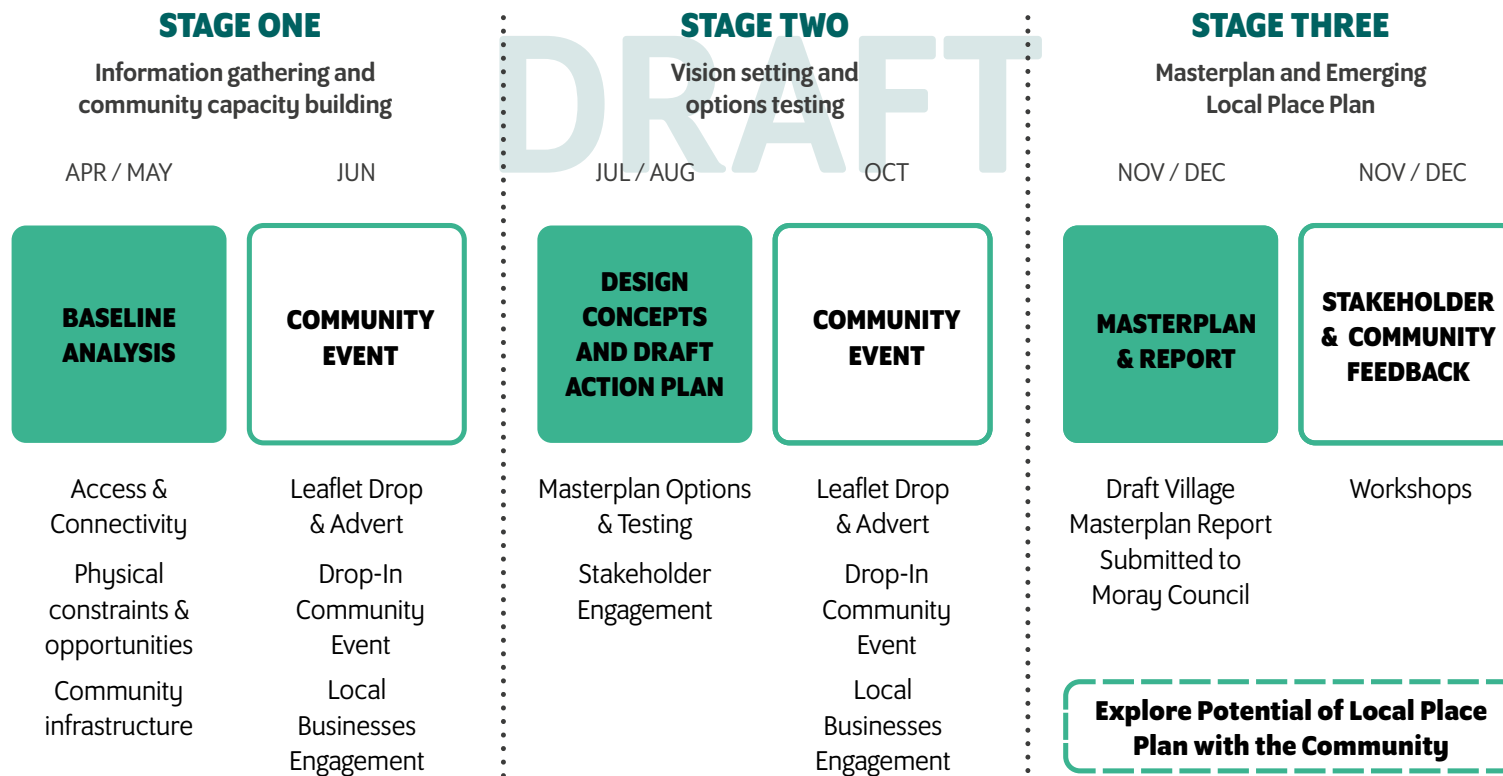 STAGE ONE
Information gathering and
community capacity building
APR / MAY
BASELINE
ANALYSIS
Access &
Connectivity
Physical
constraints &
opportunities
Community
infrastructure
JUN
COMMUNITY
EVENT
Leaflet Drop
& Advert
Drop-In
Community
Event
Local
Businesses
Engagement
DRAFT
STAGE TWO
Vision setting and
options testing
JUL / AUG
DESIGN
CONCEPTS
AND DRAFT
ACTION PLAN
Masterplan Options
& Testing
Stakeholder
Engagement
OCT
COMMUNITY
EVENT
Leaflet Drop
& Advert
Drop-In
Community
Event
Local
Businesses
Engagement
STAGE THREE
Masterplan and Emerging
Local Place Plan
NOV / DEC
MASTERPLAN
& REPORT
Draft Village
Masterplan Report
Submitted to
Moray Council
NOV / DEC
STAKEHOLDER
& COMMUNITY
FEEDBACK
Workshops
Explore Potential of Local Place
Plan with the Community